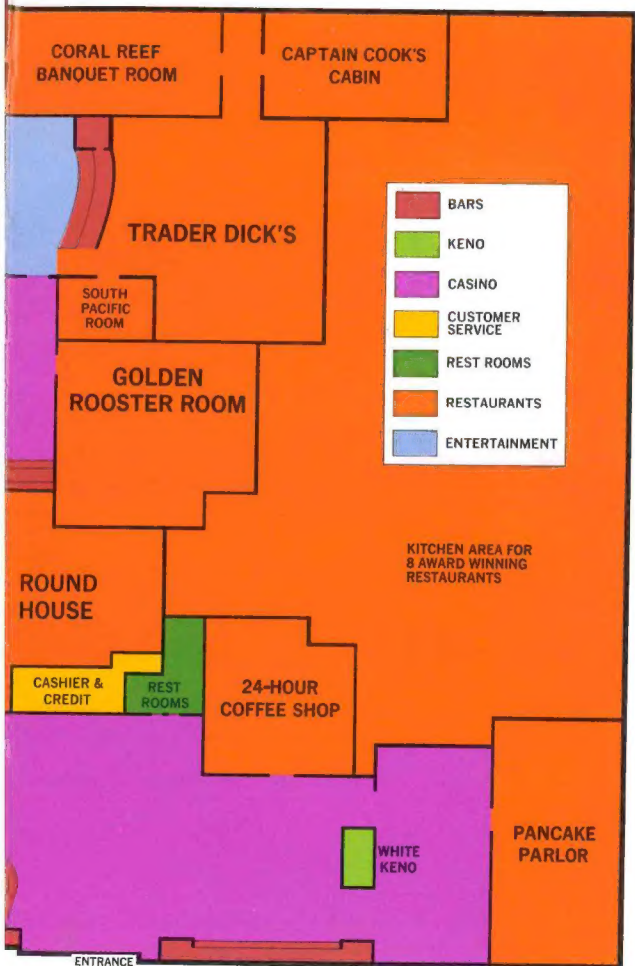 CORAL REEF
BANQUET ROOM
CAPTAIN COOK'S
CABIN
TRADER DICK'S
SOUTH
PACIFIC
ROOM
GOLDEN
ROOSTER ROOM
BARS
KENO
CASINO
CUSTOMER
SERVICE
REST ROOMS
RESTAURANTS
ENTERTAINMENT
KITCHEN AREA FOR
8 AWARD WINNING
RESTAURANTS
ROUND
HOUSE
CASHIER &
CREDIT
REST
ROOMS
24-HOUR
COFFEE SHOP
WHITE
KENO
PANCAKE
PARLOR
ENTRANCE